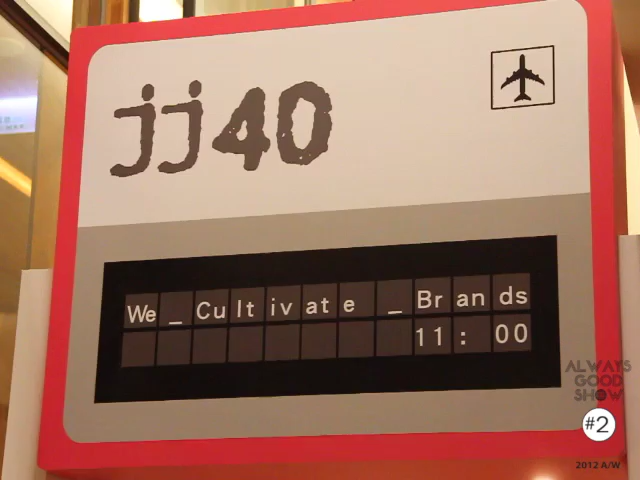 jj40
We_Cultivate_Brands
11:00
ALWAYS
GOOD
SHOW
#2
2012 A/W